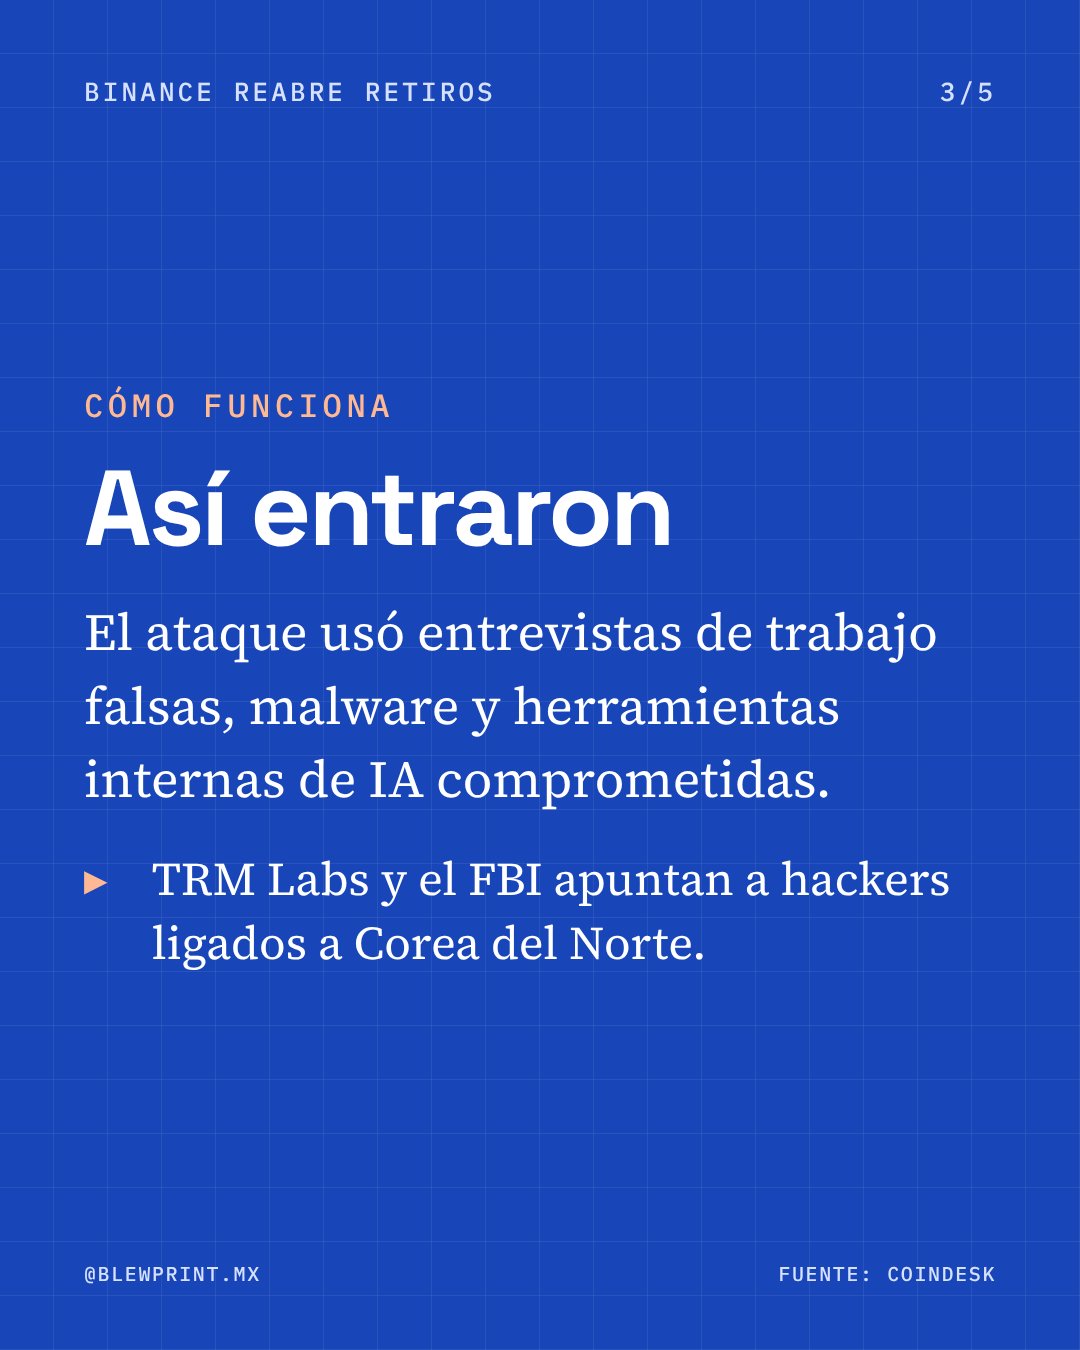 BINANCE REABRE RETIROS
3/5
CÓMO FUNCIONA
Así entraron
El ataque usó entrevistas de trabajo
falsas, malware y herramientas
internas de IA comprometidas.
▶ TRM Labs y el FBI apuntan a hackers
ligados a Corea del Norte.
@BLEWPRINT.MX
FUENTE: COINDESK